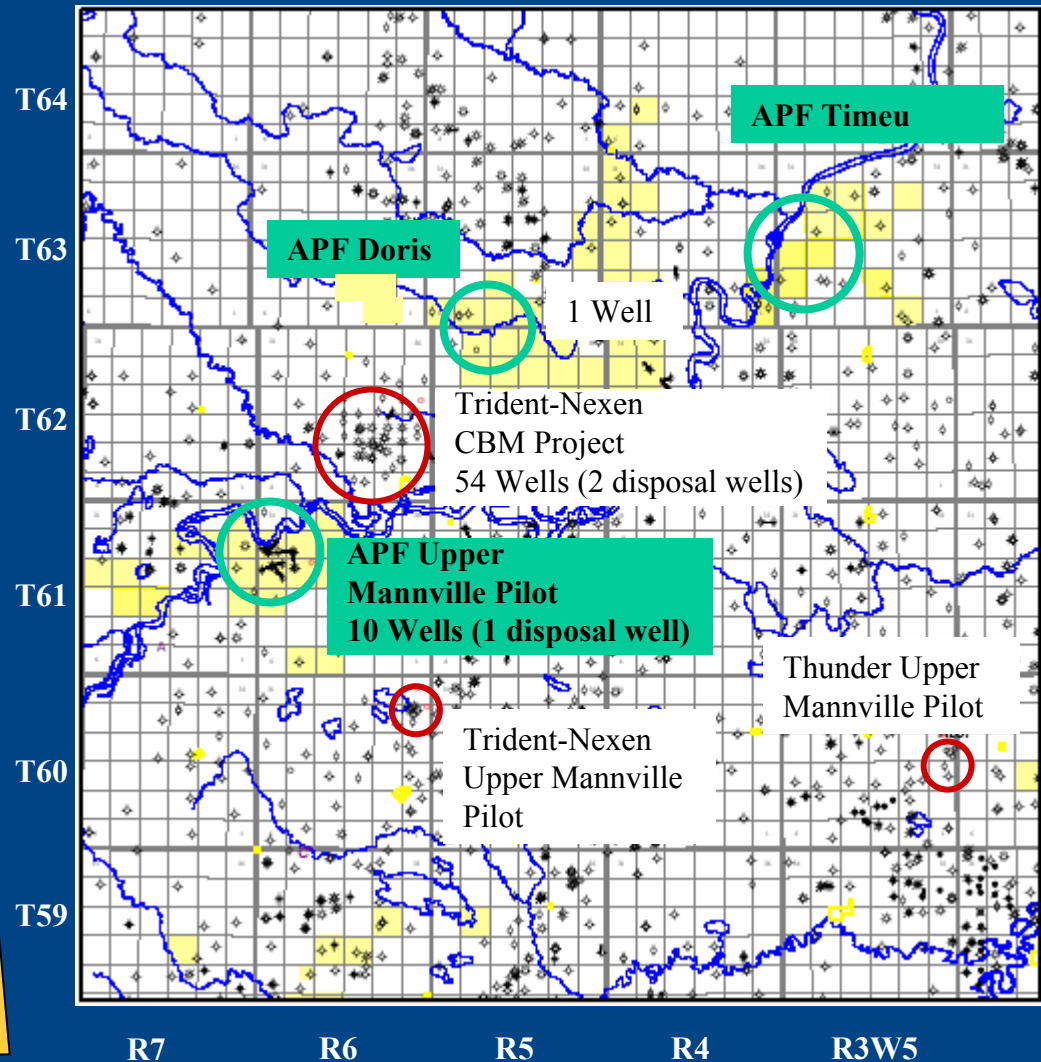 T64
APF Timeu
T63
APF Doris
1 Well
T62
Trident-Nexen
CBM Project
54 Wells (2 disposal wells)
APF Upper
Mannville Pilot
10 Wells (1 disposal well)
T61
A
Thunder Upper
Mannville Pilot
Trident-Nexen
Upper Mannville
Pilot
T60
C
T59
R7
R6
R5
R4
R3W5